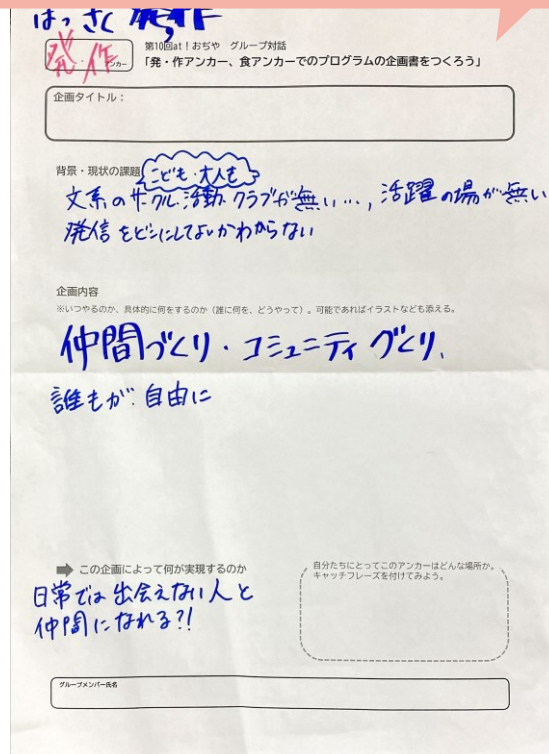 はっさく 発・作
発・作
ンカー
第10回at！おぢや　グループ対話
「発・作アンカー、食アンカーでのプログラムの企画書をつくろう」
企画タイトル：
背景・現状の課題
こども・大人も
文系のサークル活動クラブが無い…，活躍の場が無い
発信をどこにしてよいかわからない
企画内容
※いつやるのか、具体的に何をするのか（誰に何を、どうやって）。可能であればイラストなども添える。
仲間づくり・コミュニティづくり、
誰もが自由に
➡ この企画によって何が実現するのか
日常では出会えない人と
仲間になれる?!
自分たちにとってこのアンカーはどんな場所か。
キャッチフレーズを付けてみよう。
グループメンバー氏名